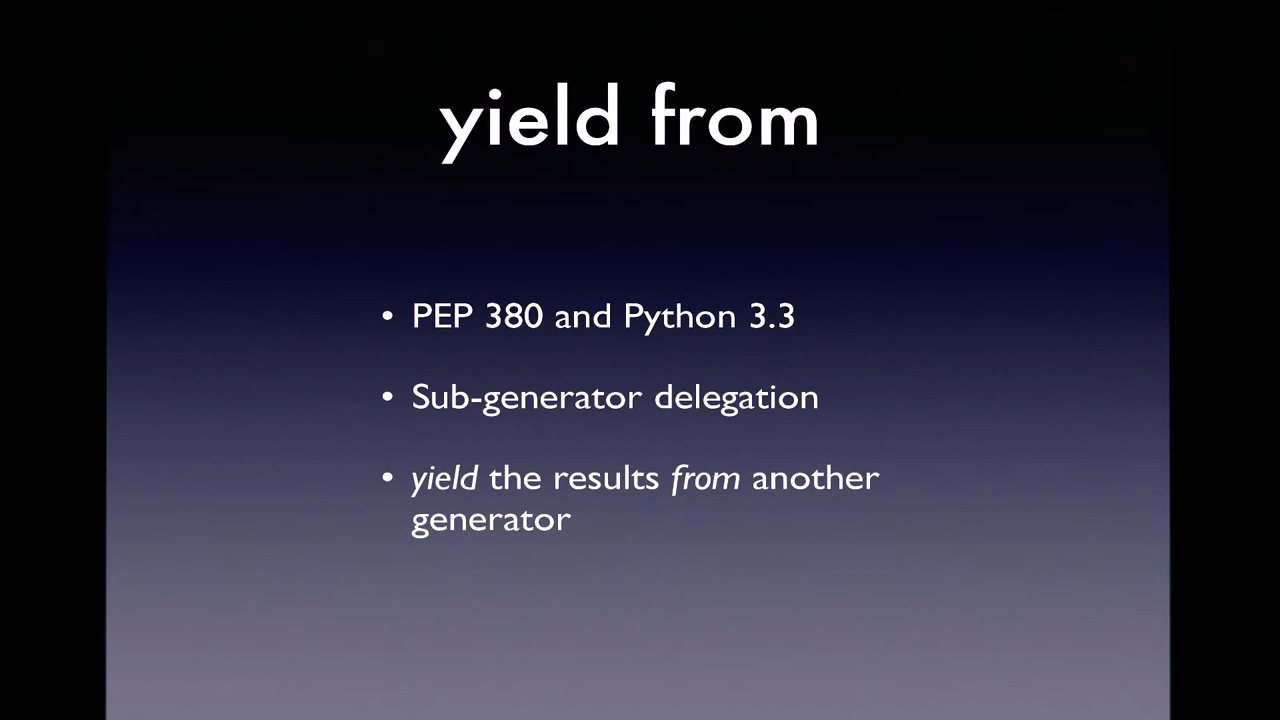 yield from
• PEP 380 and Python 3.3
• Sub-generator delegation
• yield the results from another
generator